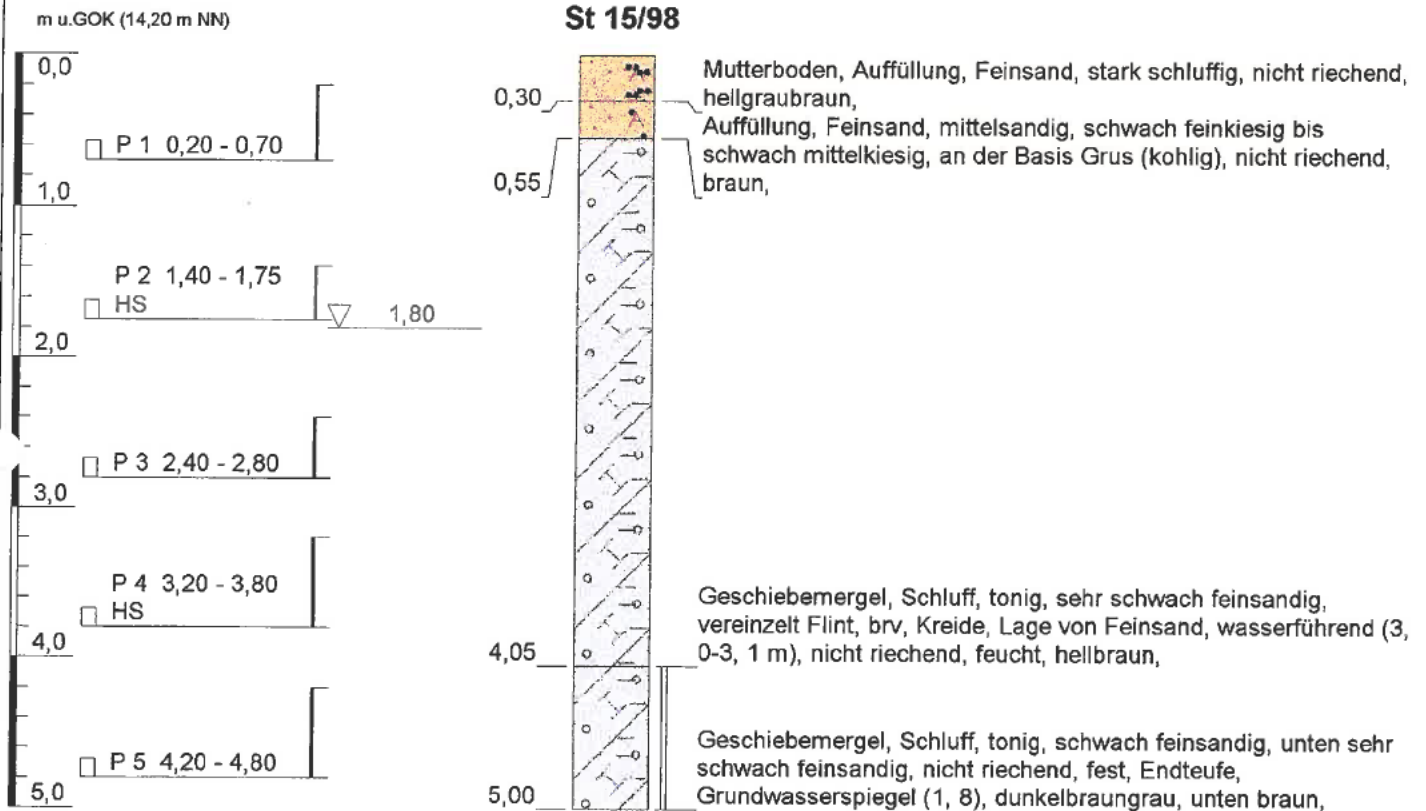 m u.GOK (14,20 m NN)
St 15/98
0,0
P 1 0,20 - 0,70
1,0
P 2 1,40 - 1,75
HS
1,80
2,0
P 3 2,40 - 2,80
3,0
P 4 3,20 - 3,80
HS
4,0
P 5 4,20 - 4,80
5,0
0,30
0,55
4,05
5,00
A
A
Mutterboden, Auffüllung, Feinsand, stark schluffig, nicht riechend,
hellgraubraun,
Auffüllung, Feinsand, mittelsandig, schwach feinkiesig bis
schwach mittelkiesig, an der Basis Grus (kohlig), nicht riechend,
braun,
Geschiebemergel, Schluff, tonig, sehr schwach feinsandig,
vereinzelt Flint, brv, Kreide, Lage von Feinsand, wasserführend (3,
0-3, 1 m), nicht riechend, feucht, hellbraun,
Geschiebemergel, Schluff, tonig, schwach feinsandig, unten sehr
schwach feinsandig, nicht riechend, fest, Endteufe,
Grundwasserspiegel (1, 8), dunkelbraungrau, unten braun,